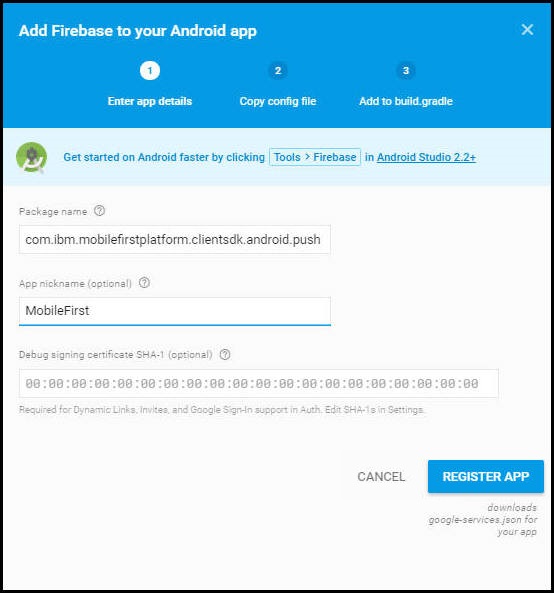 Add Firebase to your Android app
1 2 3
Enter app details Copy config file Add to build.gradle
Get started on Android faster by clicking Tools > Firebase in Android Studio 2.2+
Package name ?
com.ibm.mobilefirstplatform.clientsdk.android.push
App nickname (optional) ?
MobileFirst
Debug signing certificate SHA-1 (optional) ?
00:00:00:00:00:00:00:00:00:00:00:00:00:00:00:00:00:00:00:00
Required for Dynamic Links, Invites, and Google Sign-In support in Auth. Edit SHA-1s in Settings.
CANCEL REGISTER APP
downloads
google-services.json for
your app